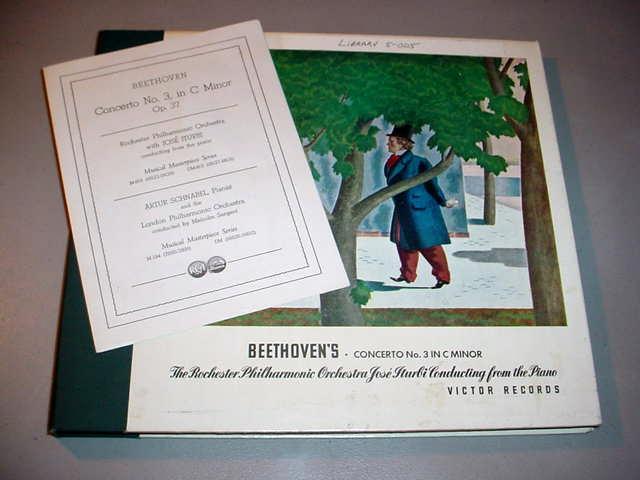 LIBRARY 5-005
BEETHOVEN
Concerto No. 3, in C Minor
Op. 37
Rochester Philharmonic Orchestra
with JOSÉ ITURBI
conducting from the piano
Musical Masterpiece Series
ARTUR SCHNABEL, Pianist
and the
London Philharmonic Orchestra
conducted by Malcolm Sargent
Musical Masterpiece Series
RCA
BEETHOVEN'S · CONCERTO No. 3 IN C MINOR
The Rochester Philharmonic Orchestra José Iturbi Conducting from the Piano
VICTOR RECORDS